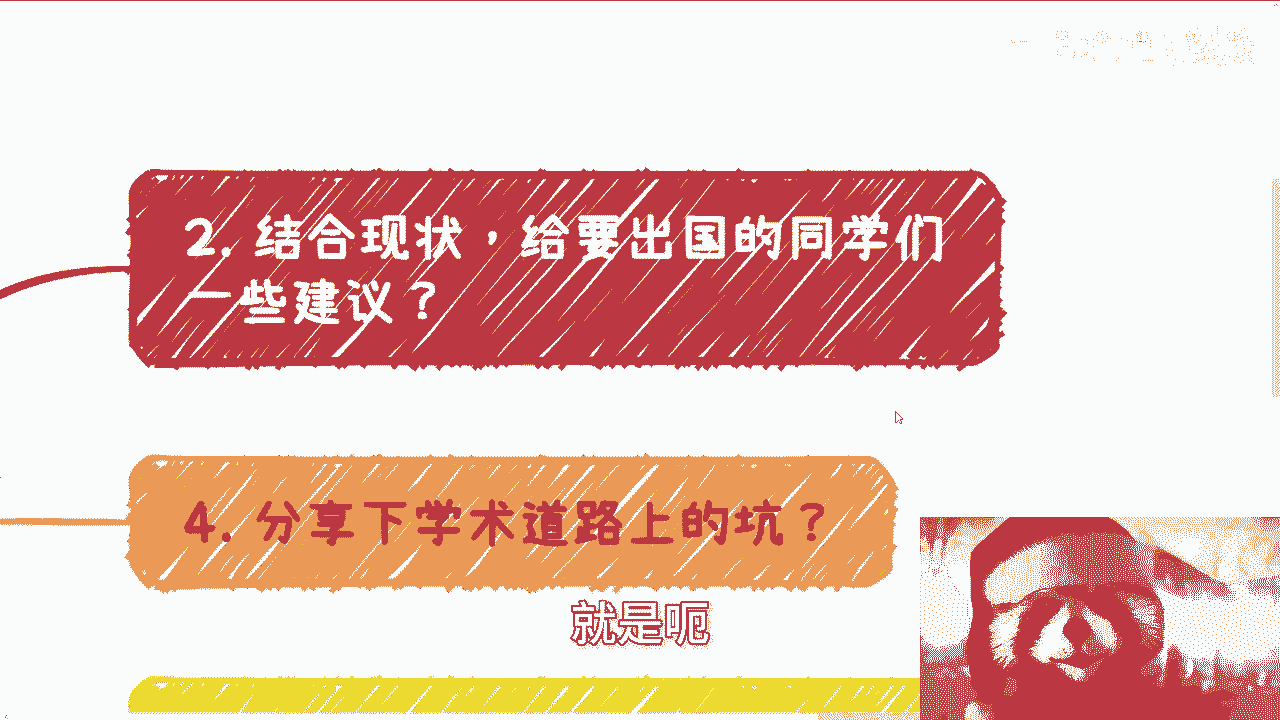 2. 结合现状，给要出国的同学们
一些建议？
4. 分享下学术道路上的坑？
就是呃